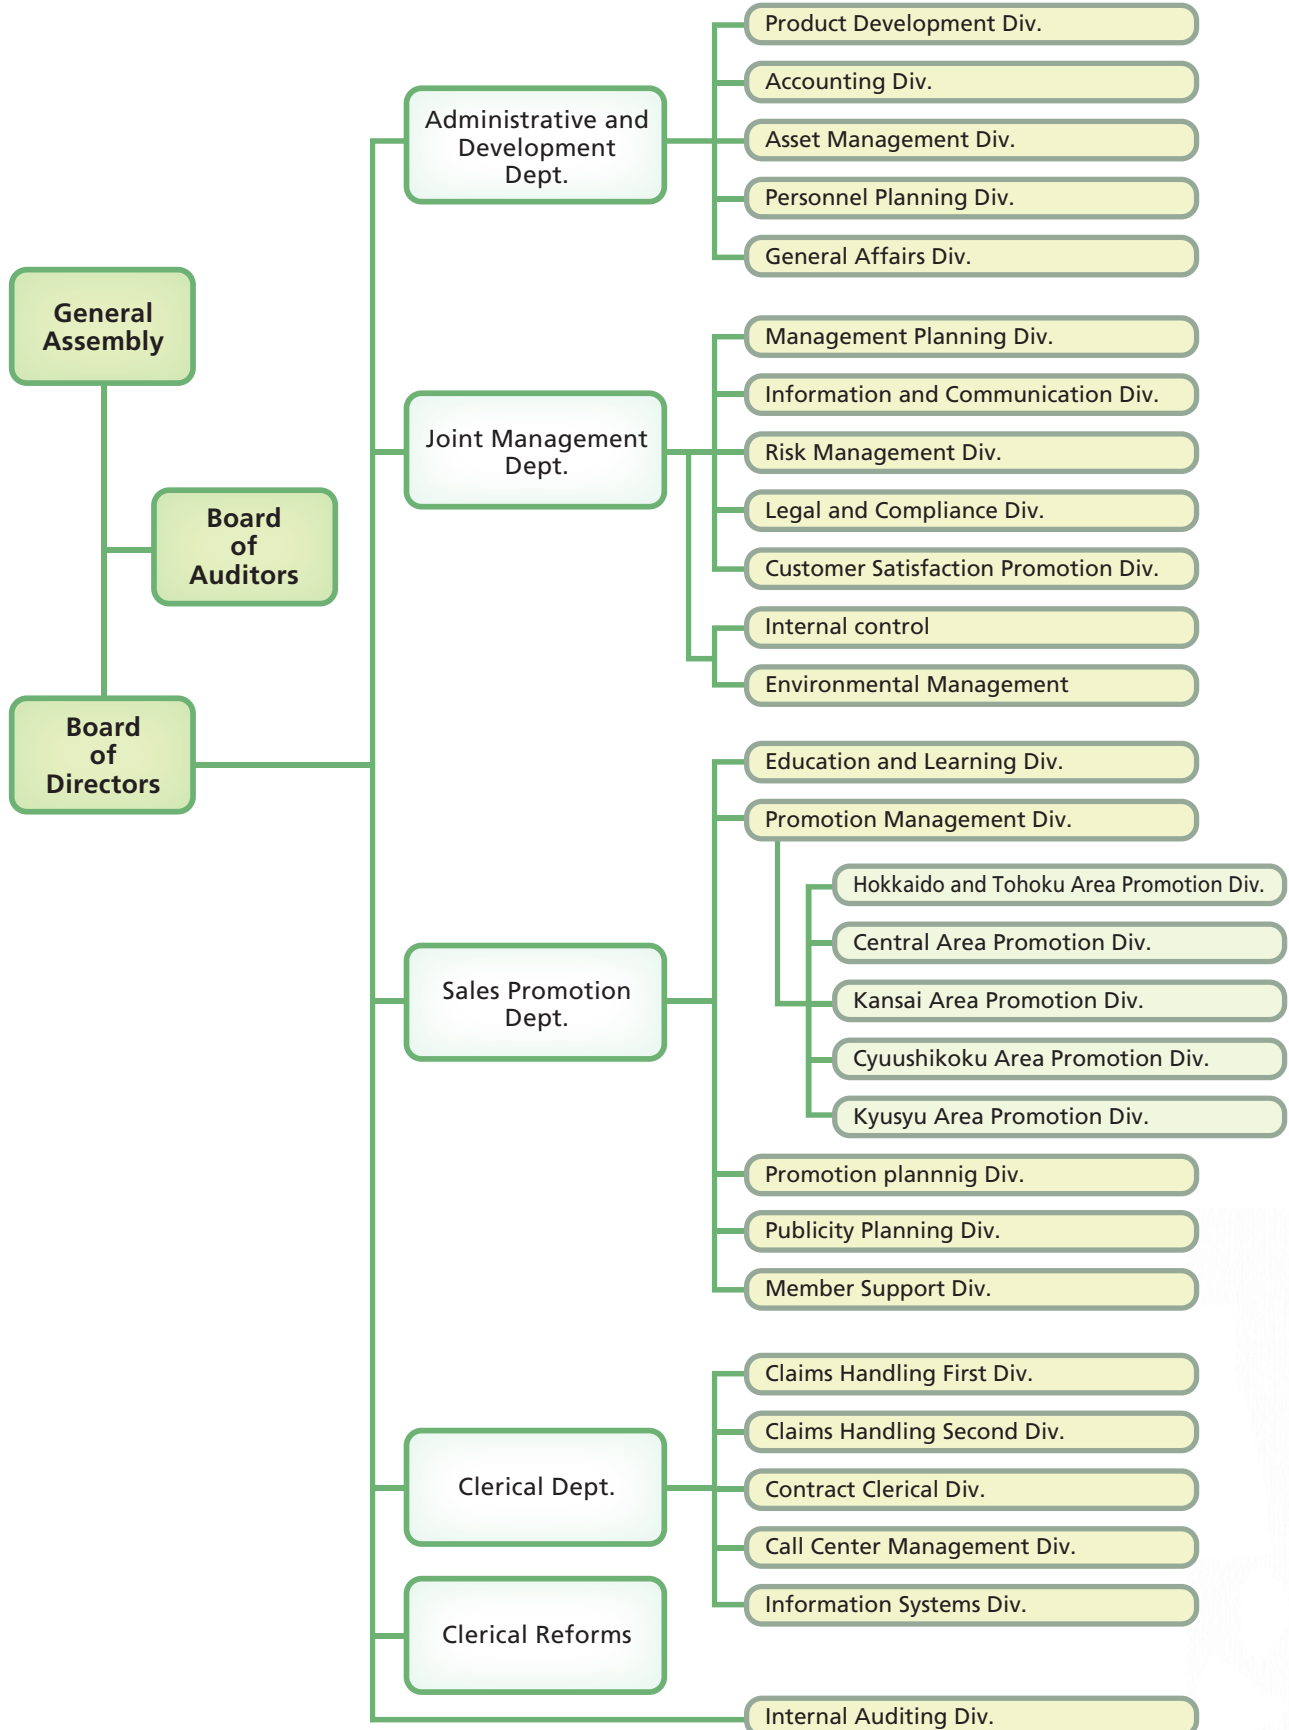 General
Assembly
Board
of
Auditors
Board
of
Directors
Administrative and
Development
Dept.
Product Development Div.
Accounting Div.
Asset Management Div.
Personnel Planning Div.
General Affairs Div.
Joint Management
Dept.
Management Planning Div.
Information and Communication Div.
Risk Management Div.
Legal and Compliance Div.
Customer Satisfaction Promotion Div.
Internal control
Environmental Management
Sales Promotion
Dept.
Education and Learning Div.
Promotion Management Div.
Hokkaido and Tohoku Area Promotion Div.
Central Area Promotion Div.
Kansai Area Promotion Div.
Cyuushikoku Area Promotion Div.
Kyusyu Area Promotion Div.
Promotion plannnig Div.
Publicity Planning Div.
Member Support Div.
Clerical Dept.
Claims Handling First Div.
Claims Handling Second Div.
Contract Clerical Div.
Call Center Management Div.
Information Systems Div.
Clerical Reforms
Internal Auditing Div.